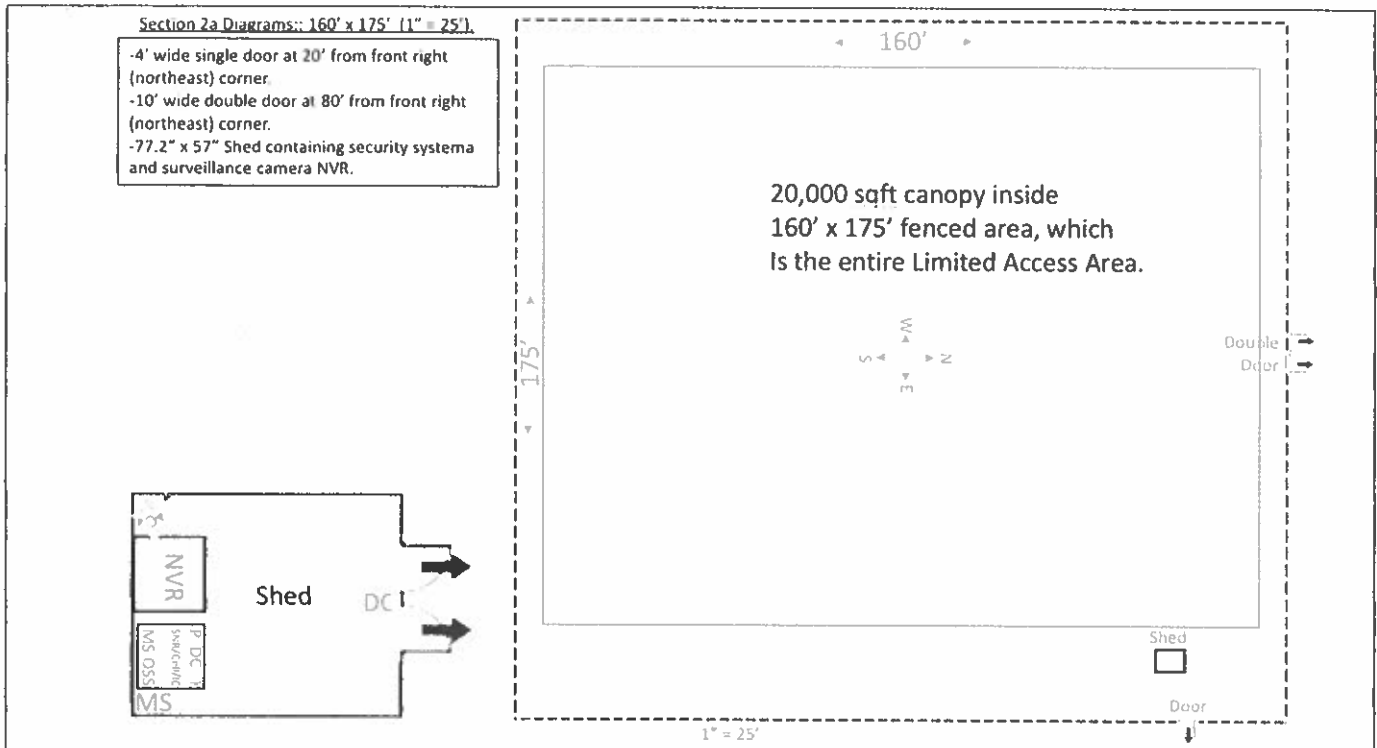 Section 2a Diagrams:: 160' x 175' (1" = 25').
-4' wide single door at 20' from front right
(northeast) corner.
-10' wide double door at 80' from front right
(northeast) corner.
-77.2" x 57" Shed containing security systema
and surveillance camera NVR.
160'
20,000 sqft canopy inside
160' x 175' fenced area, which
Is the entire Limited Access Area.
175'
W
S
N
E
Double
Door
NVR
Shed
DC
P DC
MS OSS
MS
Shed
Door
1" = 25'